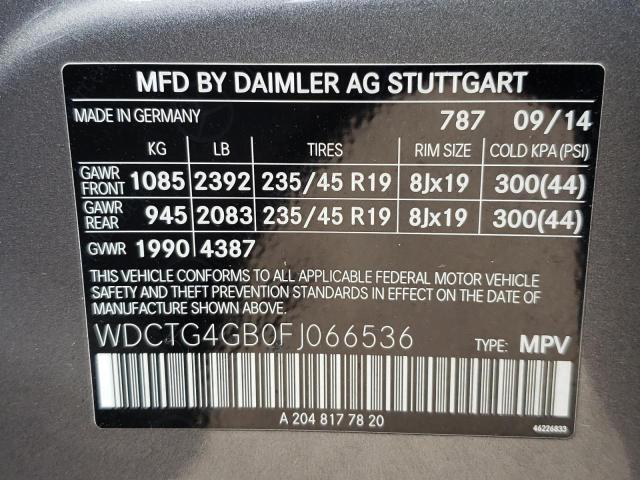 MFD BY DAIMLER AG STUTTGART
MADE IN GERMANY 787 09/14
KG LB TIRES RIM SIZE COLD KPA (PSI)
GAWR FRONT 1085 2392 235/45 R19 8Jx19 300(44)
GAWR REAR 945 2083 235/45 R19 8Jx19 300(44)
GVWR 1990 4387
THIS VEHICLE CONFORMS TO ALL APPLICABLE FEDERAL MOTOR VEHICLE
SAFETY AND THEFT PREVENTION STANDARDS IN EFFECT ON THE DATE OF
MANUFACTURE SHOWN ABOVE.
WDCTG4GB0FJ066536 TYPE: MPV
A 204 817 78 20
46226833